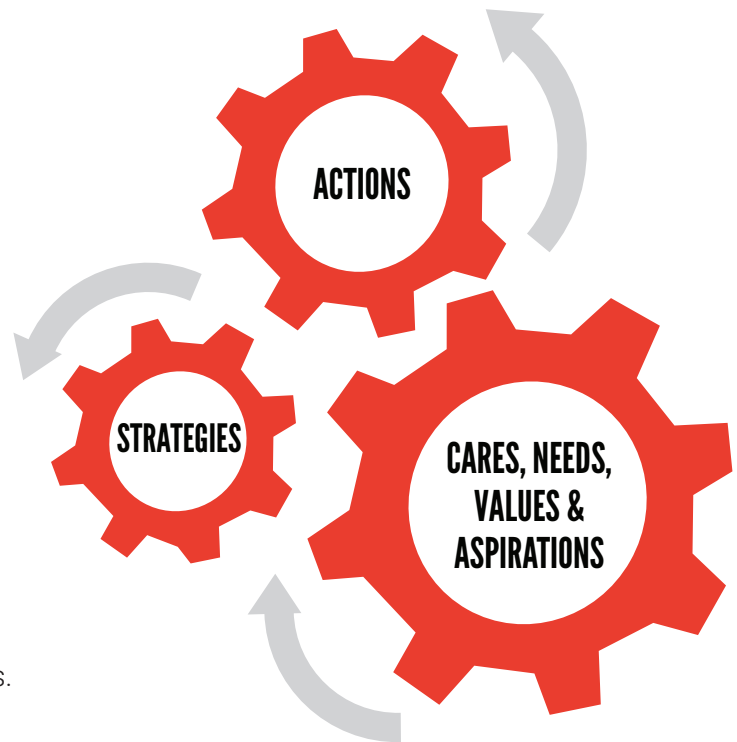 ACTIONS
STRATEGIES
CARES, NEEDS,
VALUES &
ASPIRATIONS
s.